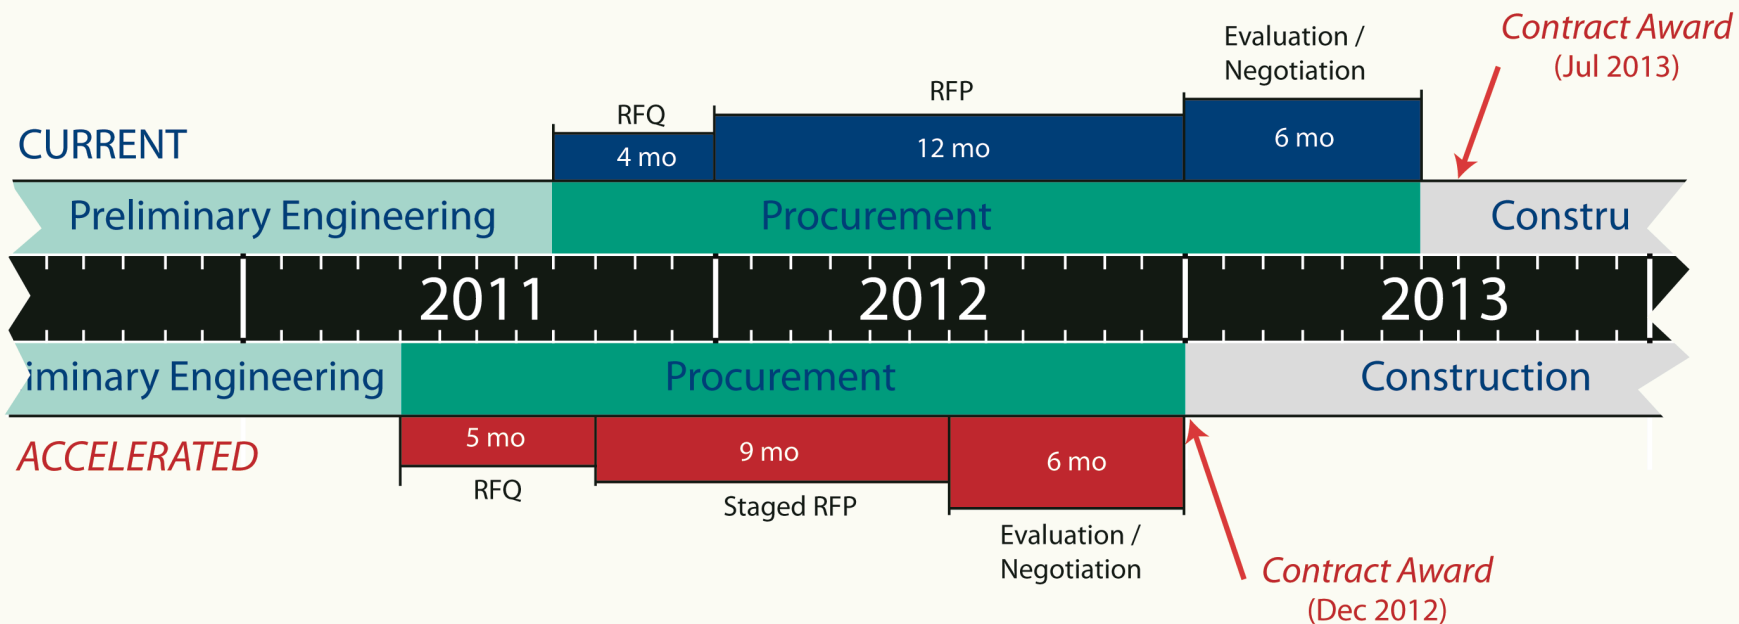 Contract Award
(Jul 2013)
Evaluation /
Negotiation
RFP
RFQ
CURRENT
4 mo
12 mo
6 mo
Preliminary Engineering
Procurement
Constru
2011
2012
2013
iminary Engineering
Procurement
Construction
ACCELERATED
5 mo
9 mo
6 mo
RFQ
Staged RFP
Evaluation /
Negotiation
Contract Award
(Dec 2012)